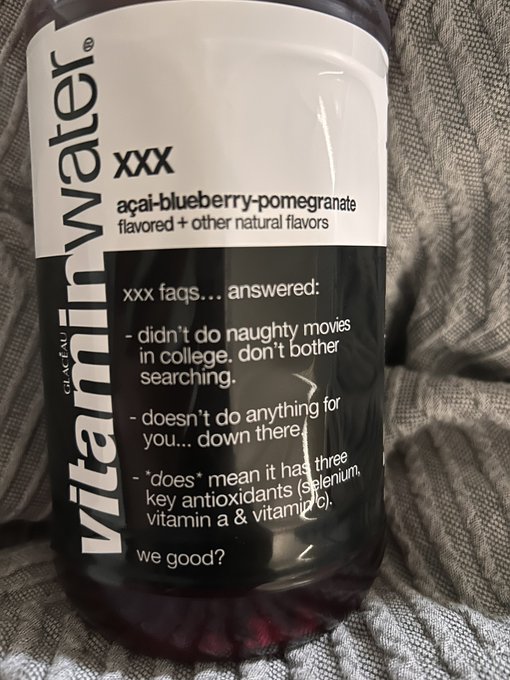 GLACÉAU
vitaminwater®
xxx
açai-blueberry-pomegranate
flavored + other natural flavors
xxx faqs... answered:
- didn't do naughty movies
in college. don't bother
searching.
- doesn't do anything for
you... down there.
- *does* mean it has three
key antioxidants (selenium,
vitamin a & vitamin c).
we good?